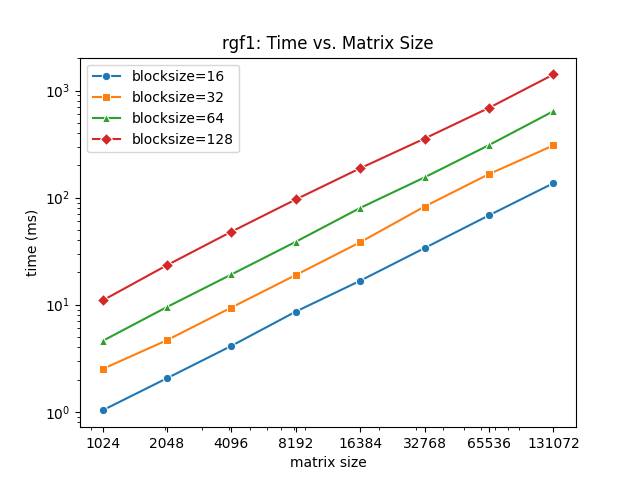 rgf1: Time vs. Matrix Size
blocksize=16
blocksize=32
blocksize=64
blocksize=128
10³
10²
10¹
10⁰
time (ms)
1024 2048 4096 8192 16384 32768 65536 131072
matrix size